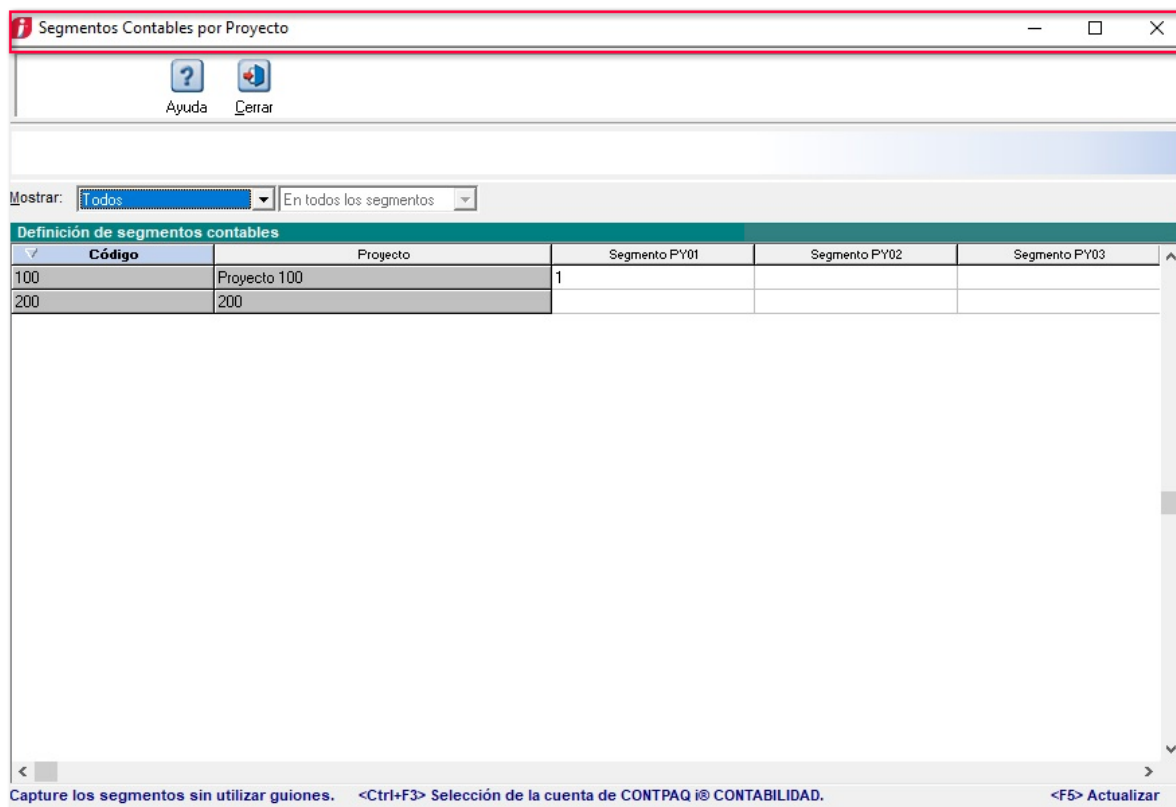 Segmentos Contables por Proyecto
Ayuda Cerrar
Mostrar: Todos En todos los segmentos
Definición de segmentos contables
Código Proyecto Segmento PY01 Segmento PY02 Segmento PY03
100 Proyecto 100 1
200 200
Capture los segmentos sin utilizar guiones. <Ctrl+F3> Selección de la cuenta de CONTPAQ i® CONTABILIDAD. <F5> Actualizar